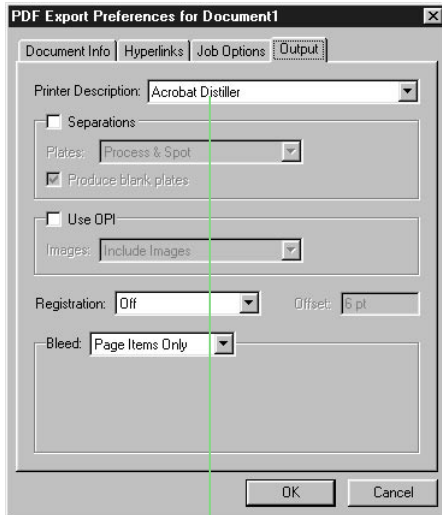 PDF Export Preferences for Document1
Document Info Hyperlinks Job Options Output
Printer Description: Acrobat Distiller
Separations
Plates: Process & Spot
Produce blank plates
Use OPI
Images: Include Images
Registration: Off Offset: 6 pt
Bleed: Page Items Only
OK Cancel